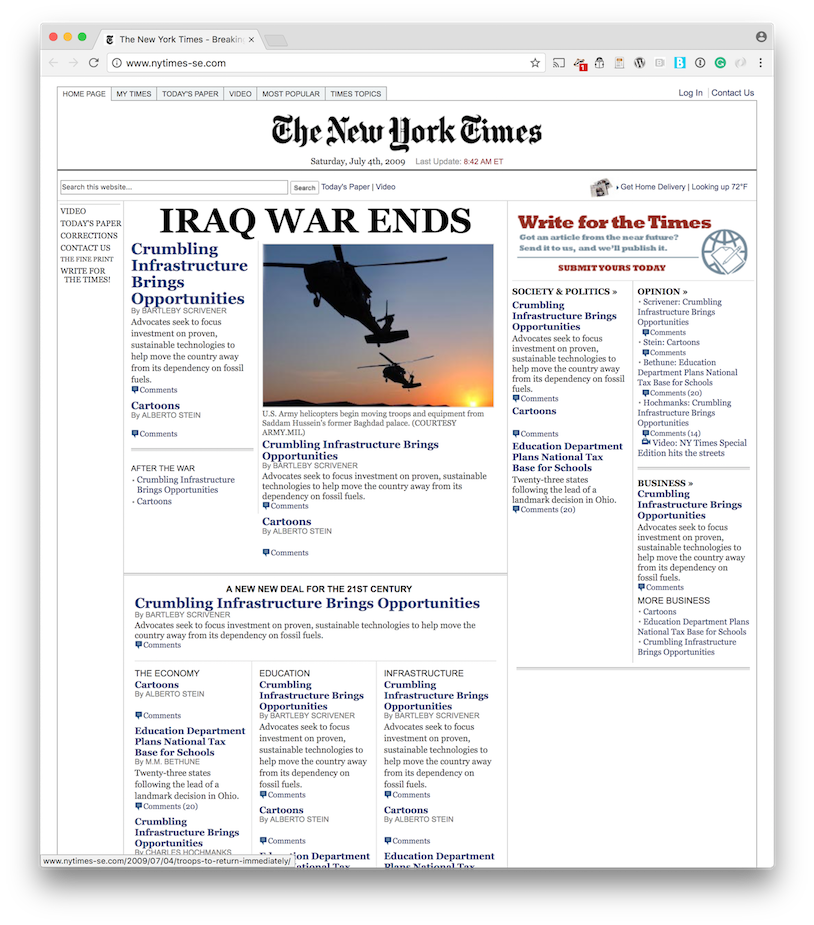 The New York Times - Breakin
www.nytimes-se.com
1
HOME PAGE
MY TIMES
TODAY'S PAPER
VIDEO
MOST POPULAR
TIMES TOPICS
Log In
Contact Us
The New York Times
Saturday, July 4th, 2009 Last Update: 8:42 AM ET
Search this website...
Search
Today's Paper | Video
Get Home Delivery | Looking up 72°F
VIDEO
TODAY'S PAPER
CORRECTIONS
CONTACT US
THE FINE PRINT
WRITE FOR
THE TIMES!
IRAQ WAR ENDS
Crumbling
Infrastructure
Brings
Opportunities
By BARTLEBY SCRIVENER
Advocates seek to focus
investment on proven,
sustainable technologies to
help move the country away
from its dependency on fossil
fuels.
Comments
Cartoons
By ALBERTO STEIN
Comments
AFTER THE WAR
· Crumbling Infrastructure
Brings Opportunities
· Cartoons
U.S. Army helicopters begin moving troops and equipment from
Saddam Hussein's former Baghdad palace. (COURTESY
ARMY.MIL)
Crumbling Infrastructure Brings
Opportunities
By BARTLEBY SCRIVENER
Advocates seek to focus investment on proven, sustainable
technologies to help move the country away from its
dependency on fossil fuels.
Comments
Cartoons
By ALBERTO STEIN
Comments
A NEW NEW DEAL FOR THE 21ST CENTURY
Crumbling Infrastructure Brings Opportunities
By BARTLEBY SCRIVENER
Advocates seek to focus investment on proven, sustainable technologies to help move the
country away from its dependency on fossil fuels.
Comments
THE ECONOMY
Cartoons
By ALBERTO STEIN
Comments
Education Department
Plans National Tax
Base for Schools
By M.M. BETHUNE
Twenty-three states
following the lead of a
landmark decision in Ohio.
Comments (20)
Crumbling
Infrastructure Brings
Opportunities
By CHARLES HOCHMANKS
EDUCATION
Crumbling
Infrastructure Brings
Opportunities
By BARTLEBY SCRIVENER
Advocates seek to focus
investment on proven,
sustainable technologies to
help move the country away
from its dependency on
fossil fuels.
Comments
Cartoons
By ALBERTO STEIN
Comments
Education Department
Plans National Tax
INFRASTRUCTURE
Crumbling
Infrastructure Brings
Opportunities
By BARTLEBY SCRIVENER
Advocates seek to focus
investment on proven,
sustainable technologies to
help move the country away
from its dependency on
fossil fuels.
Comments
Cartoons
By ALBERTO STEIN
Comments
Education Department
Plans National Tax
Write for the Times
Got an article from the near future?
Send it to us, and we'll publish it.
SUBMIT YOURS TODAY
SOCIETY & POLITICS »
Crumbling
Infrastructure Brings
Opportunities
Advocates seek to focus
investment on proven,
sustainable technologies to
help move the country away
from its dependency on fossil
fuels.
Comments
Cartoons
Comments
Education Department
Plans National Tax
Base for Schools
Twenty-three states
following the lead of a
landmark decision in Ohio.
Comments (20)
OPINION »
· Scrivener: Crumbling
Infrastructure Brings
Opportunities
Comments
· Stein: Cartoons
Comments
· Bethune: Education
Department Plans National
Tax Base for Schools
Comments (20)
· Hochmanks: Crumbling
Infrastructure Brings
Opportunities
Comments (14)
Video: NY Times Special
Edition hits the streets
BUSINESS »
Crumbling
Infrastructure Brings
Opportunities
Advocates seek to focus
investment on proven,
sustainable technologies to
help move the country away
from its dependency on
fossil fuels.
Comments
MORE BUSINESS
· Cartoons
· Education Department Plans
National Tax Base for Schools
· Crumbling Infrastructure
Brings Opportunities
www.nytimes-se.com/2009/07/04/troops-to-return-immediately/